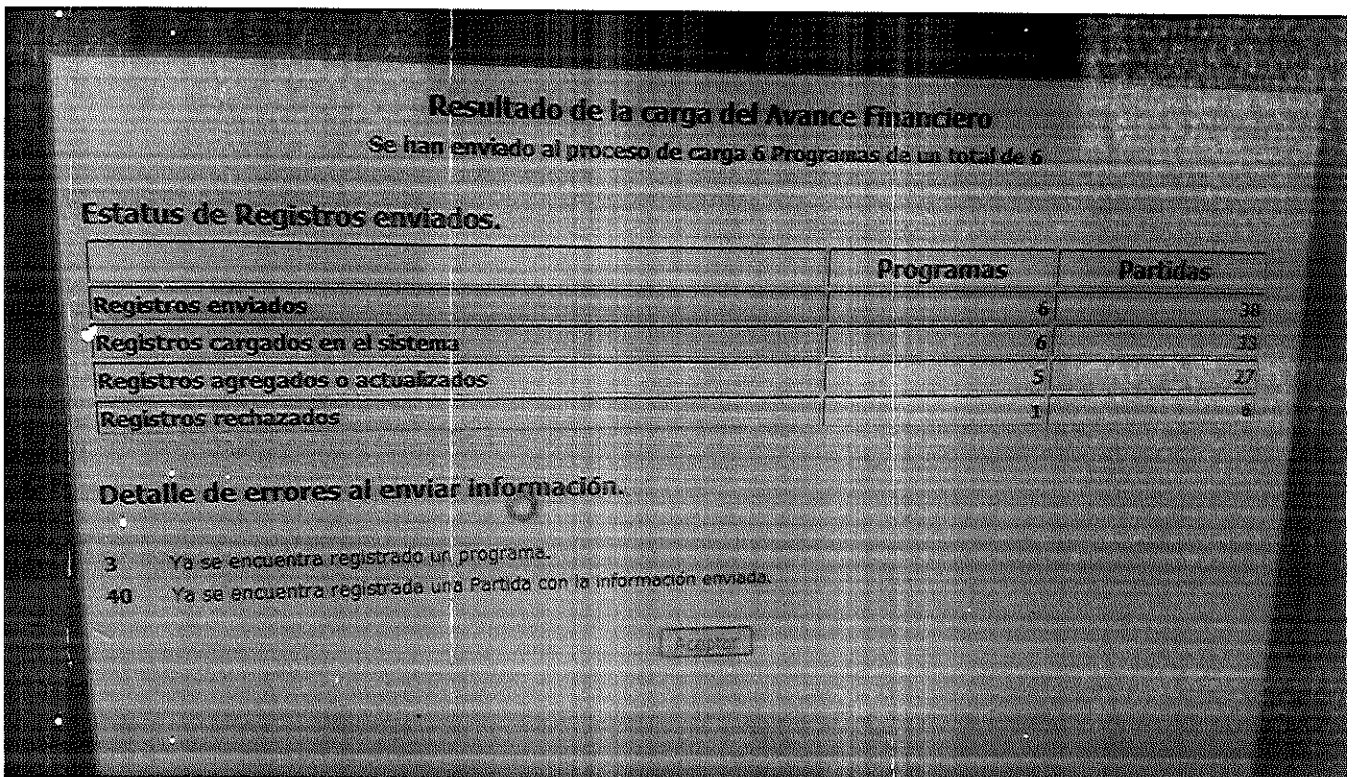 Resultado de la carga del Avance Financiero
Se han enviado al proceso de carga 6 Programas de un total de 6
Estatus de Registros enviados.
Programas Partidas
Registros enviados 6 38
Registros cargados en el sistema 6 33
Registros agregados o actualizados 5 27
Registros rechazados 1 6
Detalle de errores al enviar información.
3 Ya se encuentra registrado un programa.
40 Ya se encuentra registrada una Partida con la información enviada.